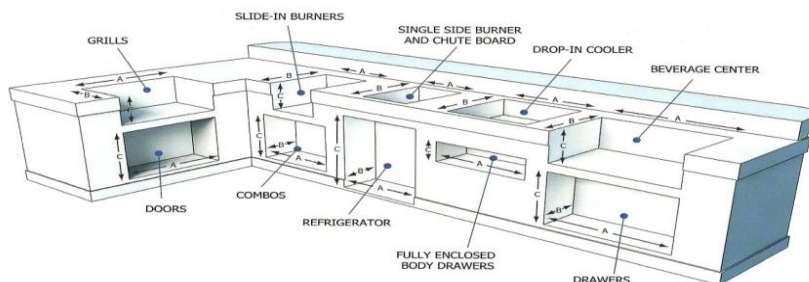 SLIDE-IN BURNERS
GRILLS
SINGLE SIDE BURNER
AND CHUTE BOARD
DROP-IN COOLER
BEVERAGE CENTER
A
B
C
B
C
A
B
A
B
A
A
C
C
A
C
B
A
C
B
A
C
A
C
B
A
DOORS
COMBOS
REFRIGERATOR
FULLY ENCLOSED
BODY DRAWERS
DRAWERS